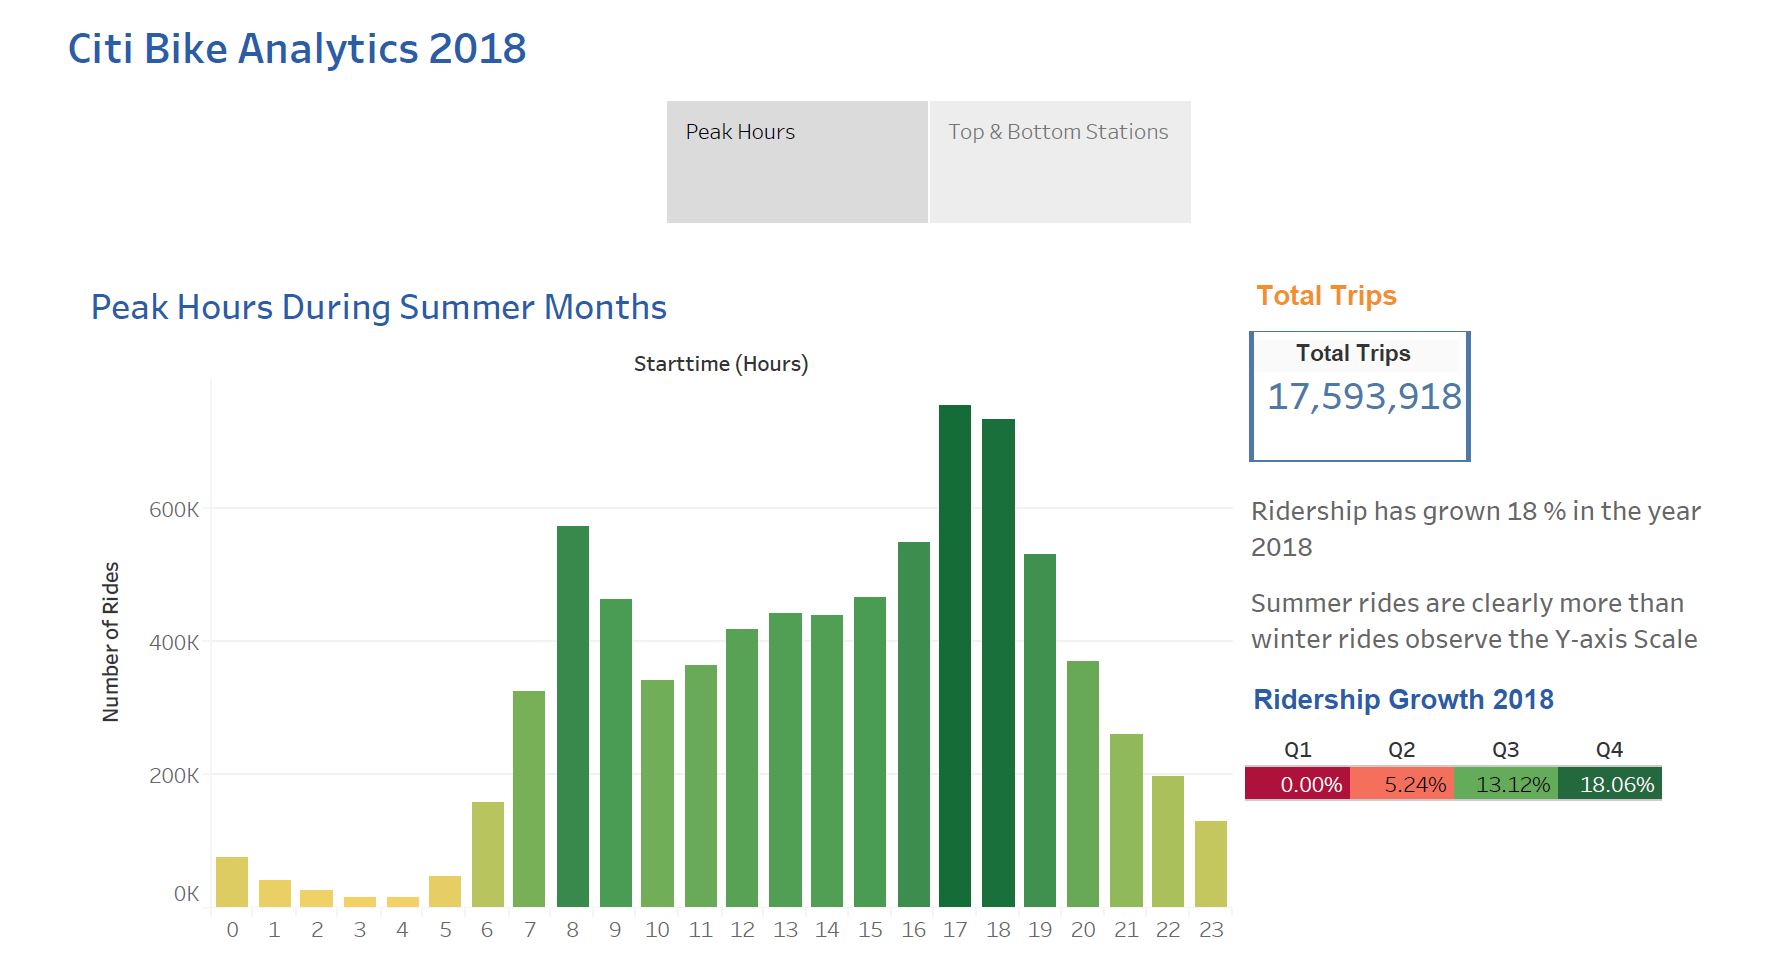 Citi Bike Analytics 2018
Peak Hours
Top & Bottom Stations
Peak Hours During Summer Months
Starttime (Hours)
Number of Rides
600K
400K
200K
0K
0 1 2 3 4 5 6 7 8 9 10 11 12 13 14 15 16 17 18 19 20 21 22 23
Total Trips
Total Trips
17,593,918
Ridership has grown 18 % in the year
2018
Summer rides are clearly more than
winter rides observe the Y-axis Scale
Ridership Growth 2018
Q1 Q2 Q3 Q4
0.00% 5.24% 13.12% 18.06%